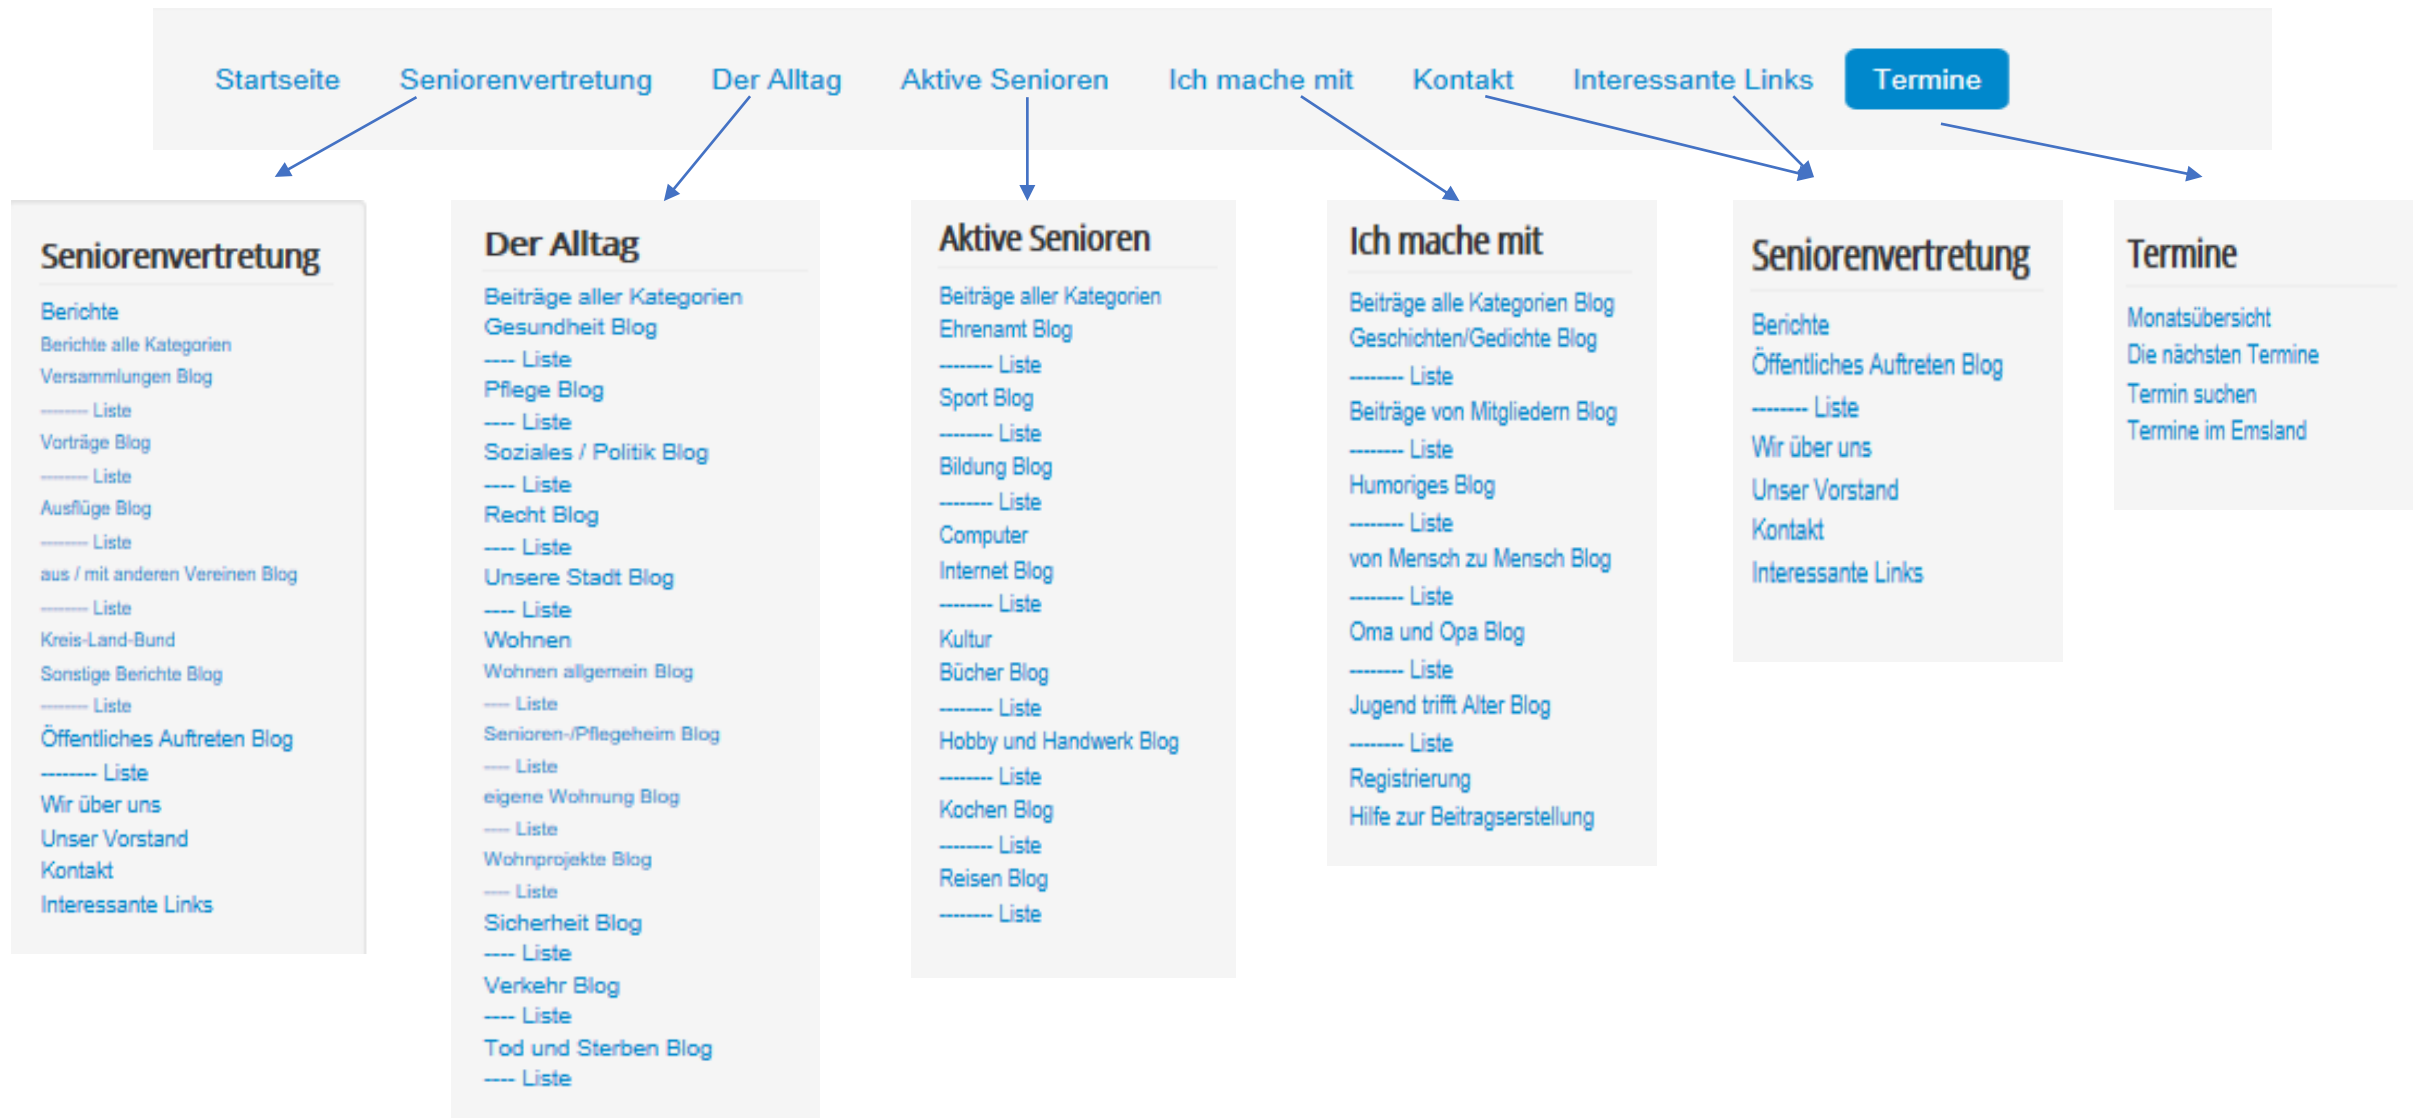 Startseite Seniorenvertretung Der Alltag Aktive Senioren Ich mache mit Kontakt Interessante Links Termine
Seniorenvertretung
Berichte
Berichte alle Kategorien
Versammlungen Blog
-------- Liste
Vorträge Blog
-------- Liste
Ausflüge Blog
-------- Liste
aus / mit anderen Vereinen Blog
-------- Liste
Kreis-Land-Bund
Sonstige Berichte Blog
-------- Liste
Öffentliches Auftreten Blog
-------- Liste
Wir über uns
Unser Vorstand
Kontakt
Interessante Links
Der Alltag
Beiträge aller Kategorien
Gesundheit Blog
---- Liste
Pflege Blog
---- Liste
Soziales / Politik Blog
---- Liste
Recht Blog
---- Liste
Unsere Stadt Blog
---- Liste
Wohnen
Wohnen allgemein Blog
---- Liste
Senioren-/Pflegeheim Blog
---- Liste
eigene Wohnung Blog
---- Liste
Wohnprojekte Blog
---- Liste
Sicherheit Blog
---- Liste
Verkehr Blog
---- Liste
Tod und Sterben Blog
---- Liste
Aktive Senioren
Beiträge aller Kategorien
Ehrenamt Blog
-------- Liste
Sport Blog
-------- Liste
Bildung Blog
-------- Liste
Computer
Internet Blog
-------- Liste
Kultur
Bücher Blog
-------- Liste
Hobby und Handwerk Blog
-------- Liste
Kochen Blog
-------- Liste
Reisen Blog
-------- Liste
Ich mache mit
Beiträge alle Kategorien Blog
Geschichten/Gedichte Blog
-------- Liste
Beiträge von Mitgliedern Blog
-------- Liste
Humoriges Blog
-------- Liste
von Mensch zu Mensch Blog
-------- Liste
Oma und Opa Blog
-------- Liste
Jugend trifft Alter Blog
-------- Liste
Registrierung
Hilfe zur Beitragserstellung
Seniorenvertretung
Berichte
Öffentliches Auftreten Blog
-------- Liste
Wir über uns
Unser Vorstand
Kontakt
Interessante Links
Termine
Monatsübersicht
Die nächsten Termine
Termin suchen
Termine im Emsland